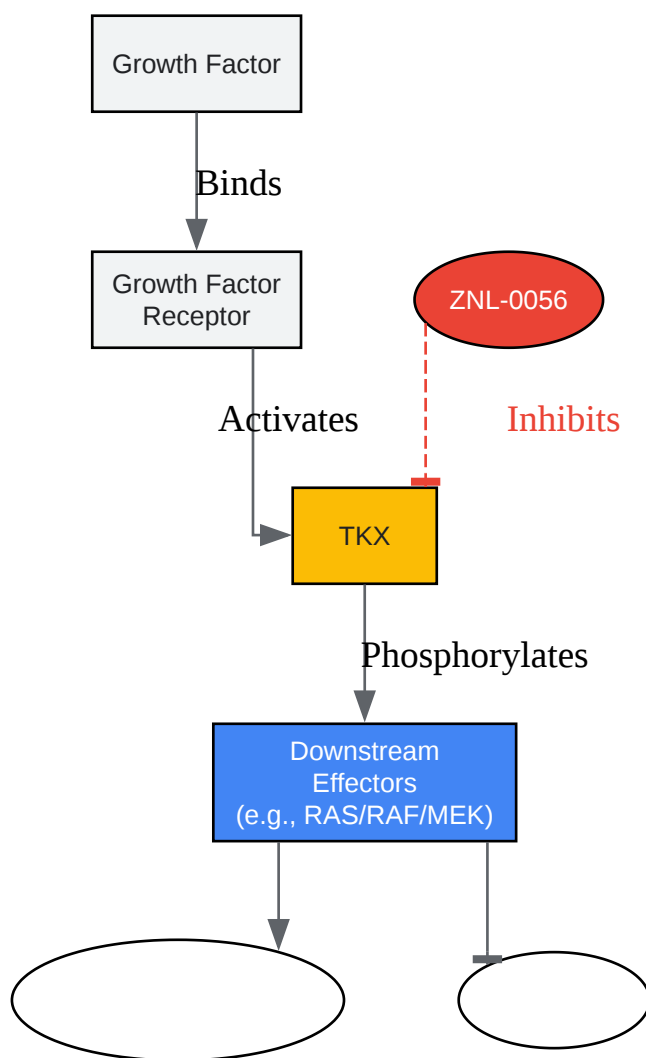 Growth Factor
Binds
Growth Factor
Receptor
ZNL-0056
Activates
Inhibits
TKX
Phosphorylates
Downstream
Effectors
(e.g., RAS/RAF/MEK)